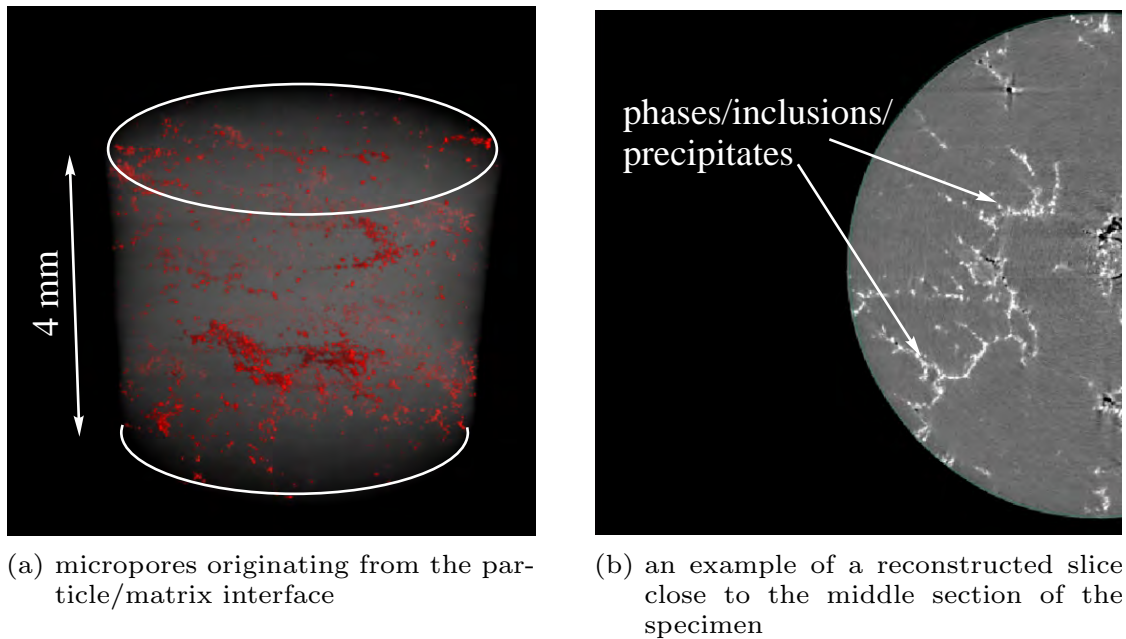 4 mm
phases/inclusions/
precipitates
(a) micropores originating from the par-
ticle/matrix interface
(b) an example of a reconstructed slice
close to the middle section of the
specimen